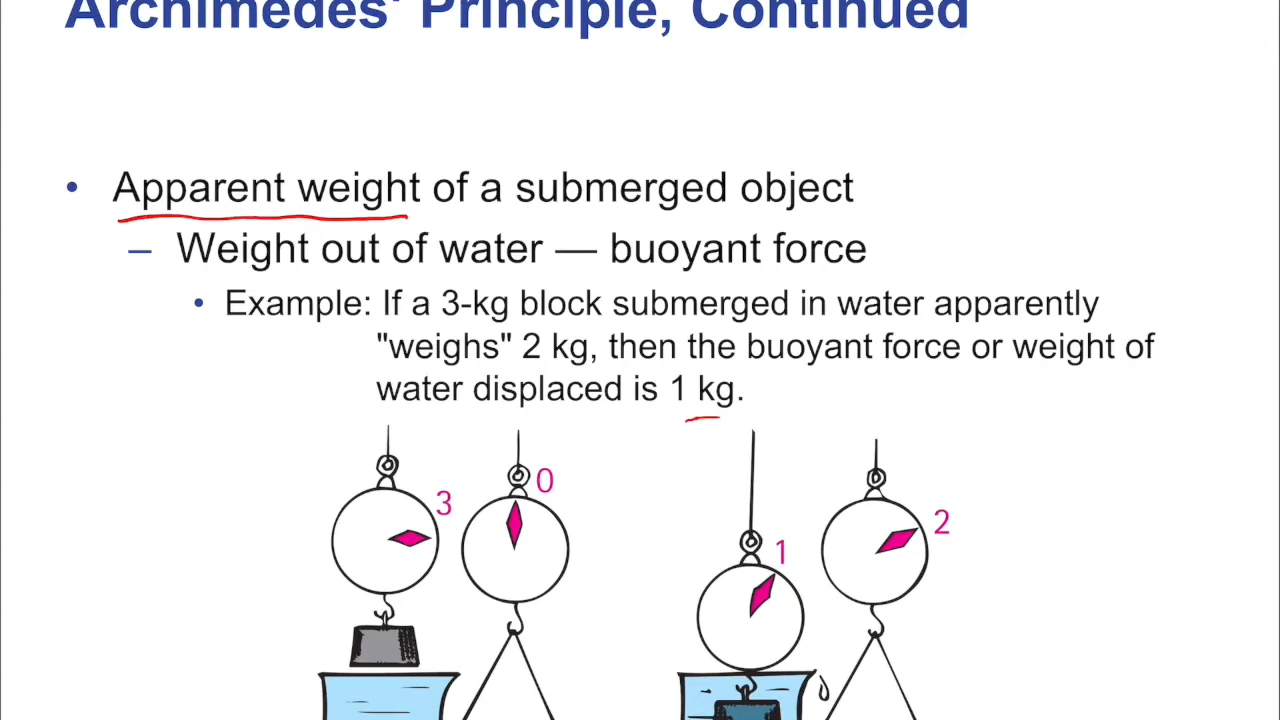 Archimedes' Principle, Continued
• Apparent weight of a submerged object
– Weight out of water — buoyant force
• Example: If a 3-kg block submerged in water apparently
"weighs" 2 kg, then the buoyant force or weight of
water displaced is 1 kg.
3
0
1
2